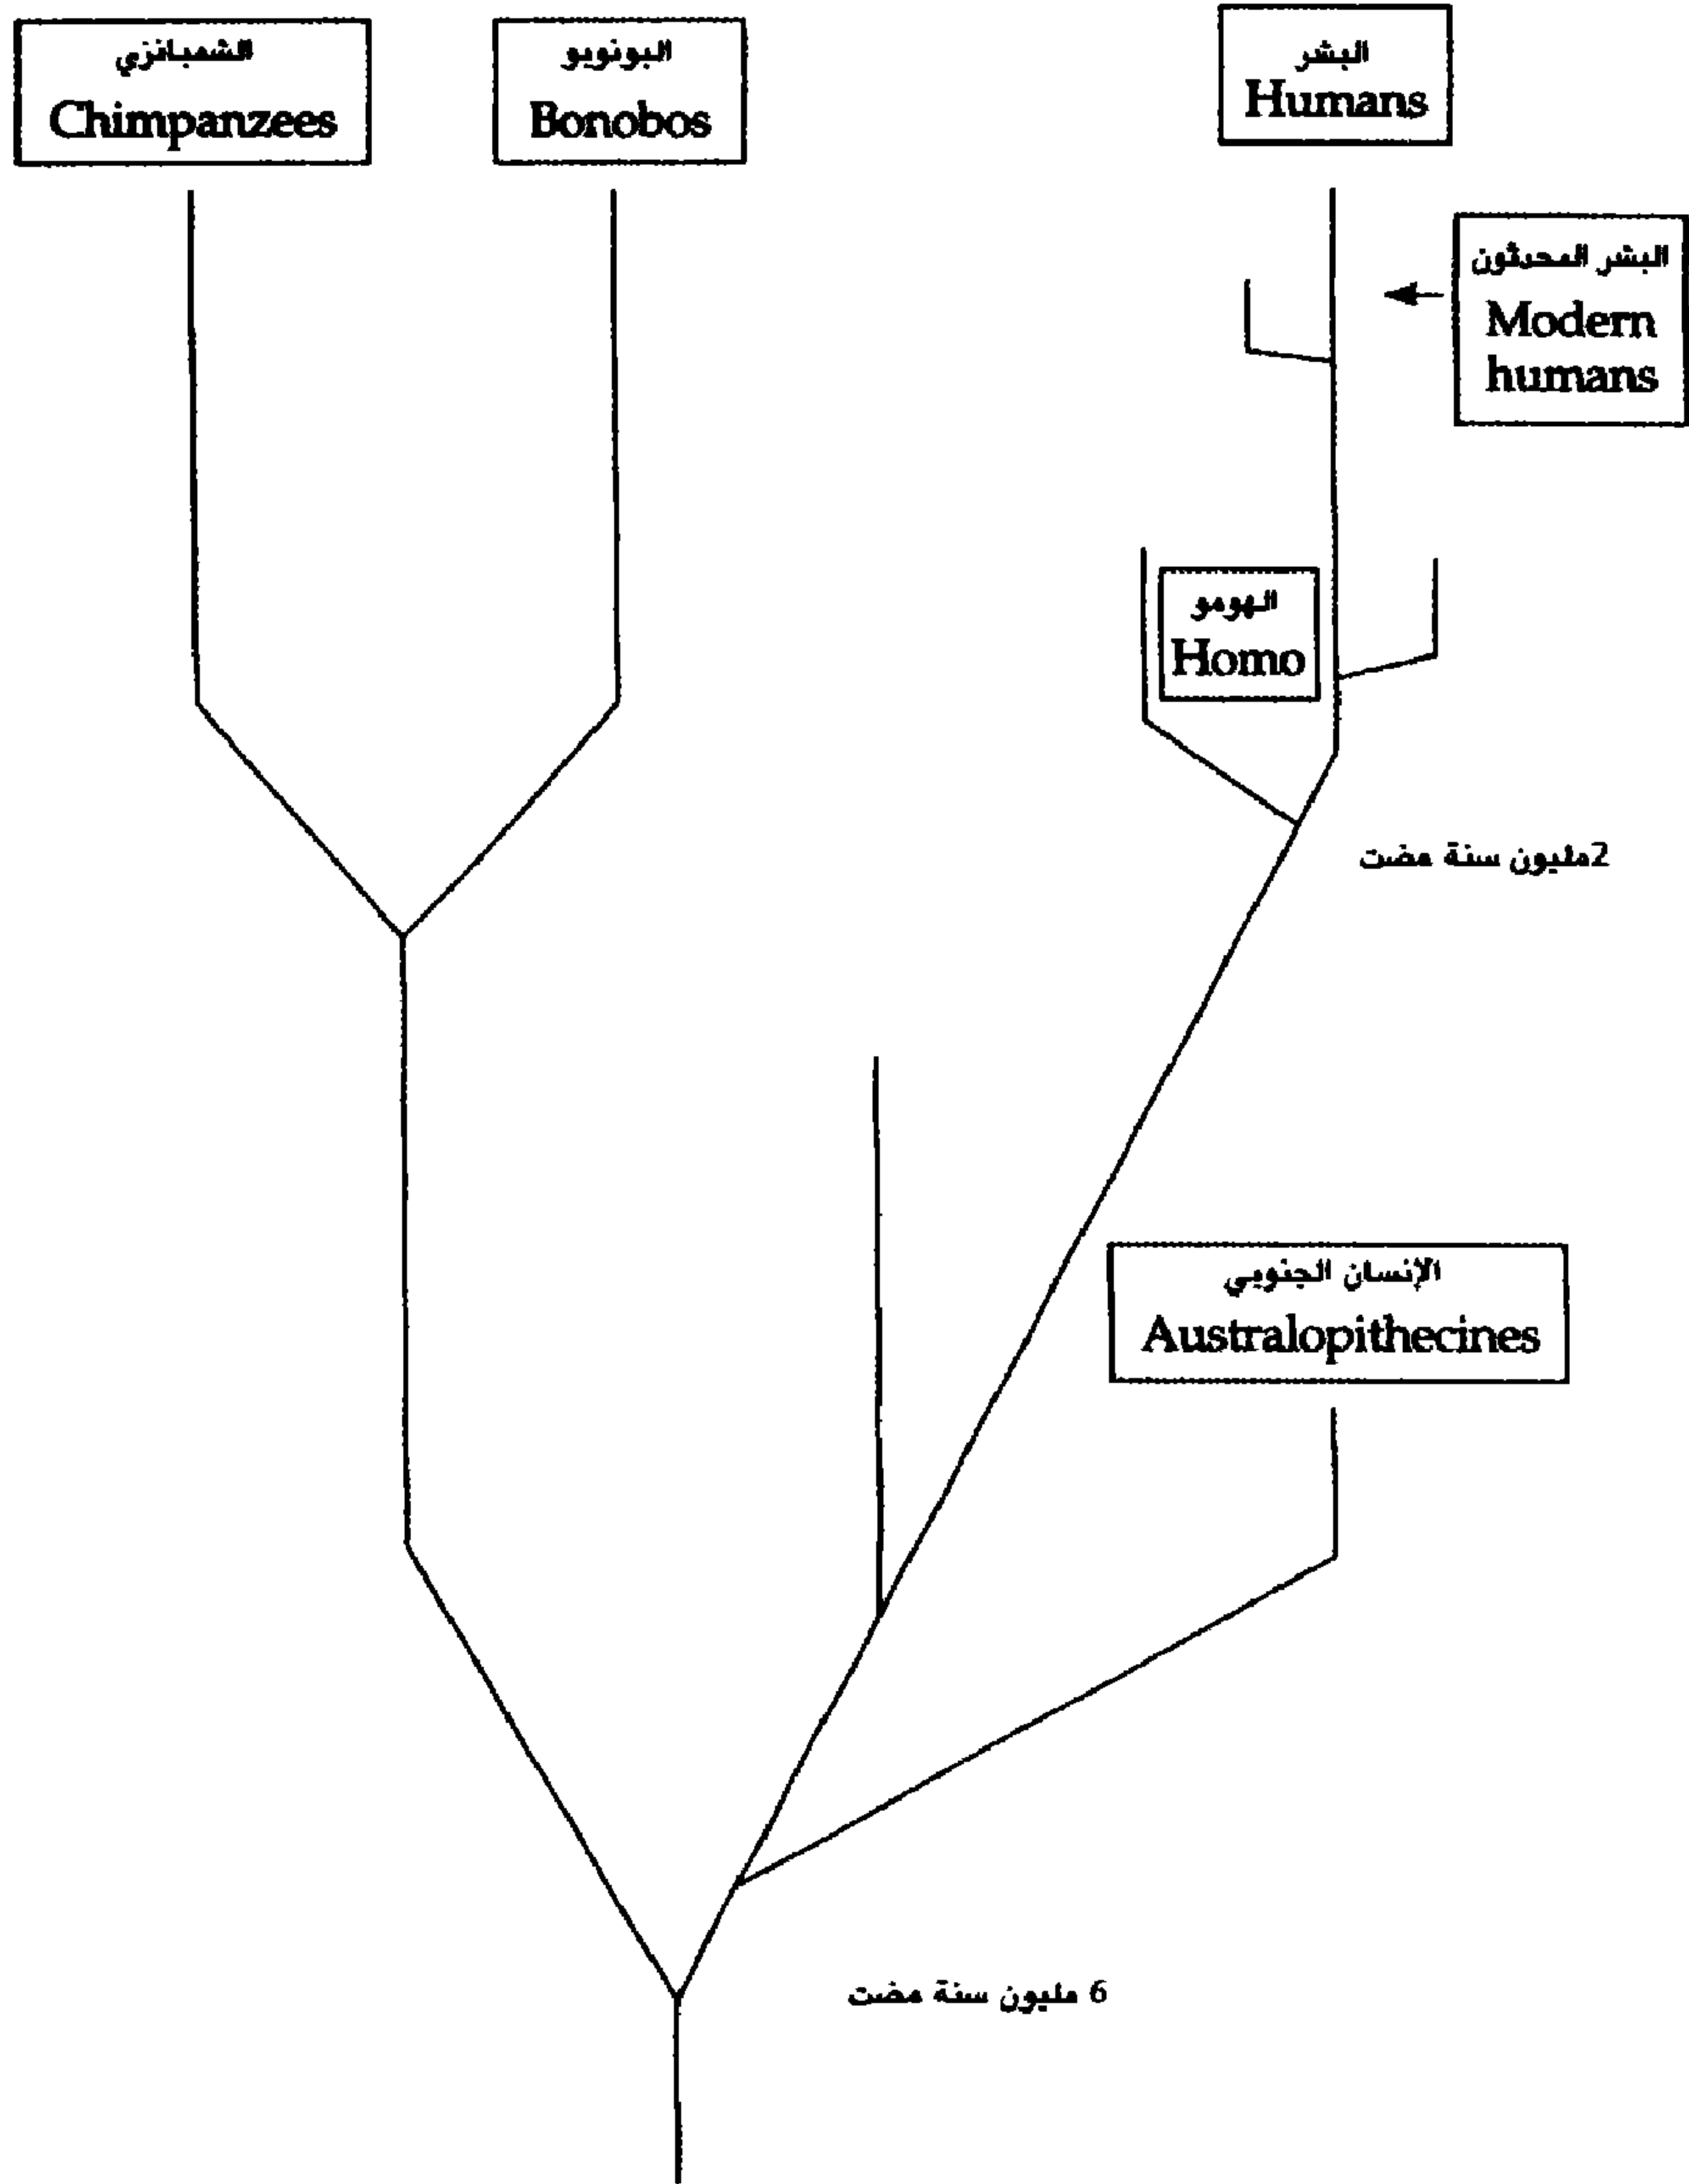 الشمبانزي
Chimpanzees
البونوبو
Bonobos
البشر
Humans
البشر المحدثون
Modern
humans
الهومو
Homo
2مليون سنة مضت
الإنسان الجنوبي
Australopithecines
6 مليون سنة مضت